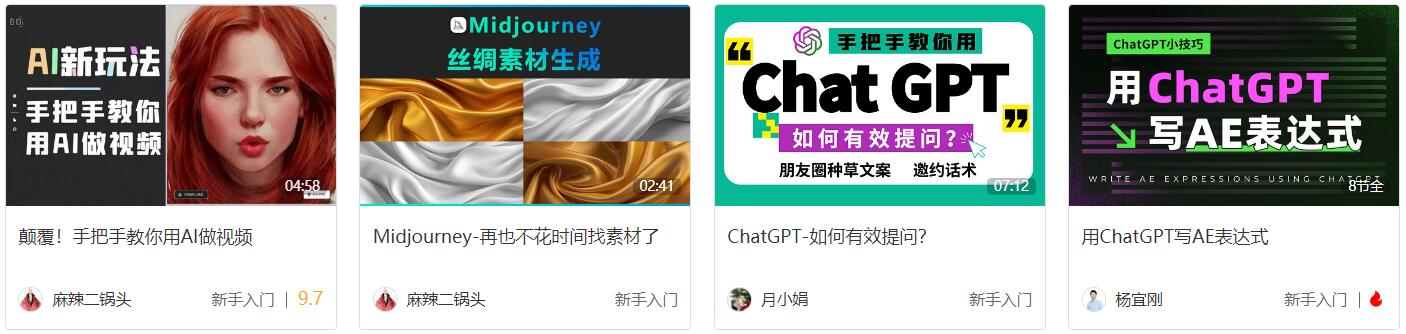 AI新玩法
手把手教你
用AI做视频
04:58
颠覆！手把手教你用AI做视频
麻辣二锅头
新手入门 | 9.7
Midjourney
丝绸素材生成
02:41
Midjourney-再也不花时间找素材了
麻辣二锅头
新手入门
手把手教你用
Chat GPT
如何有效提问?
朋友圈种草文案 邀约话术
07:12
ChatGPT-如何有效提问?
月小娟
新手入门
ChatGPT小技巧
用ChatGPT
写AE表达式
WRITE AE EXPRESSIONS USING CHATGPT
8节全
用ChatGPT写AE表达式
杨宜刚
新手入门 |